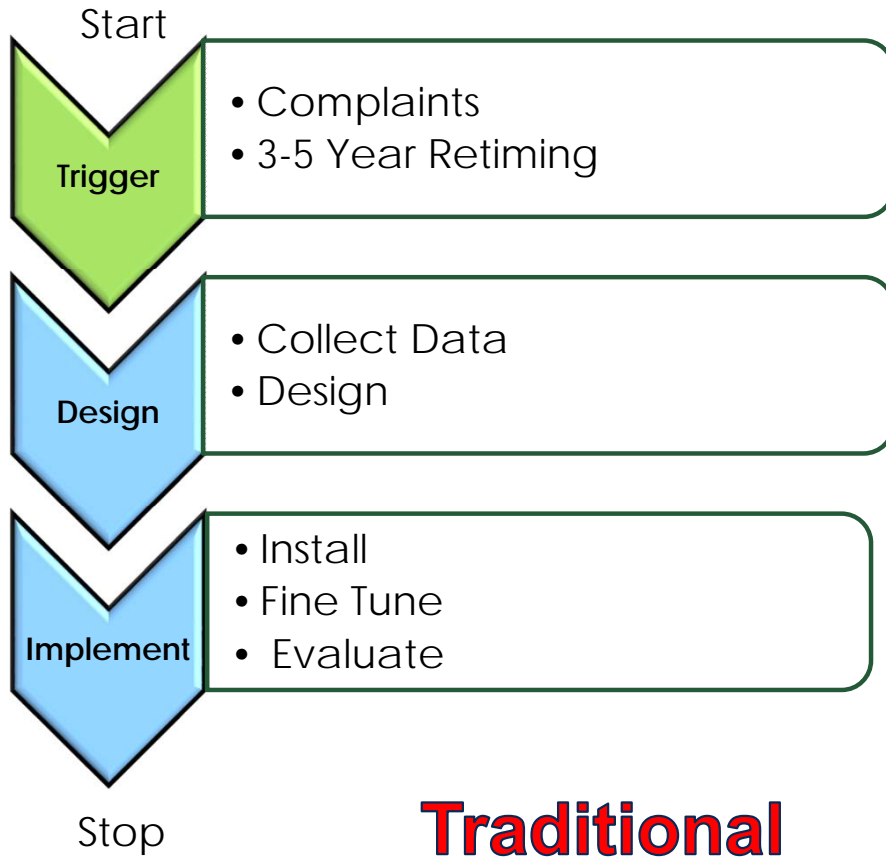 Start
Trigger
• Complaints
• 3-5 Year Retiming
Design
• Collect Data
• Design
Implement
• Install
• Fine Tune
• Evaluate
Stop
Traditional